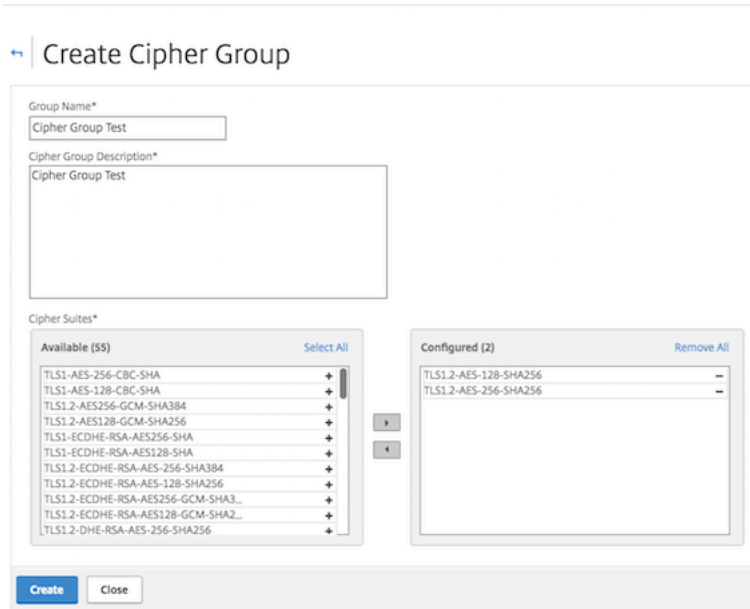 Create Cipher Group
Group Name*
Cipher Group Test
Cipher Group Description*
Cipher Group Test
Cipher Suites*
Available (55) Select All
TLS1-AES-256-CBC-SHA +
TLS1-AES-128-CBC-SHA +
TLS1.2-AES256-GCM-SHA384 +
TLS1.2-AES128-GCM-SHA256 +
TLS1-ECDHE-RSA-AES256-SHA +
TLS1-ECDHE-RSA-AES128-SHA +
TLS1.2-ECDHE-RSA-AES-256-SHA384 +
TLS1.2-ECDHE-RSA-AES-128-SHA256 +
TLS1.2-ECDHE-RSA-AES256-GCM-SHA3... +
TLS1.2-ECDHE-RSA-AES128-GCM-SHA2... +
TLS1.2-DHE-RSA-AES-256-SHA256 +
Configured (2) Remove All
TLS1.2-AES-128-SHA256 −
TLS1.2-AES-256-SHA256 −
Create Close